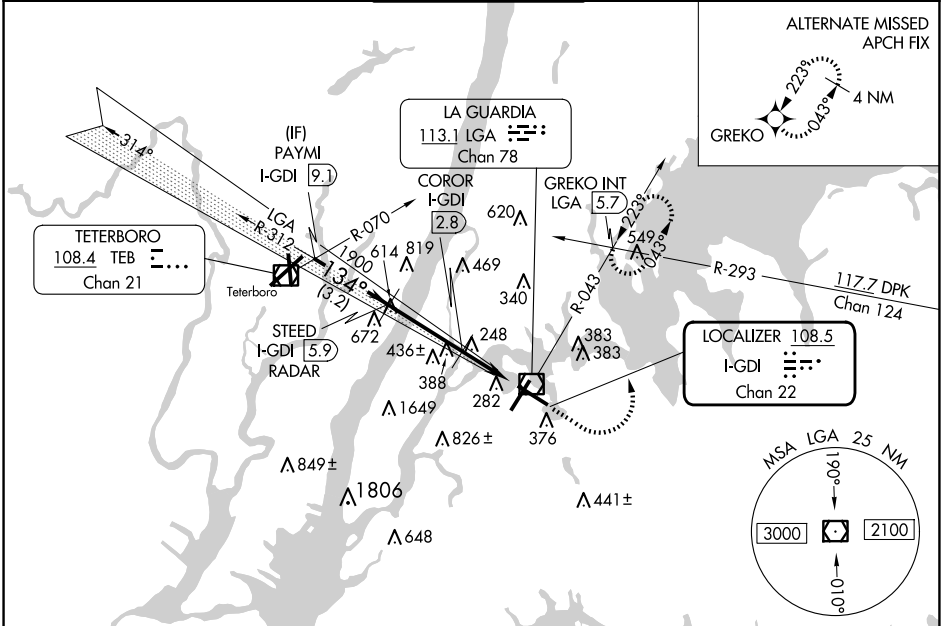 ALTERNATE MISSED
APCH FIX
223°
4 NM
043°
GREKO
LA GUARDIA
113.1 LGA
Chan 78
(IF)
PAYMI
I-GDI 9.1
314°
COROR
I-GDI
2.8
GREKO INT
LGA 5.7
223°
043°
549
620
LGA
R-312
R-070
1900
134°
(3.2)
614
819
469
340
R-043
R-293
117.7 DPK
Chan 124
TETERBORO
108.4 TEB
Chan 21
Teterboro
STEED
I-GDI 5.9
RADAR
672
436±
388
248
383
383
282
376
LOCALIZER 108.5
I-GDI
Chan 22
1649
826±
849±
1806
648
441±
MSA LGA 25 NM
190°
3000
2100
010°